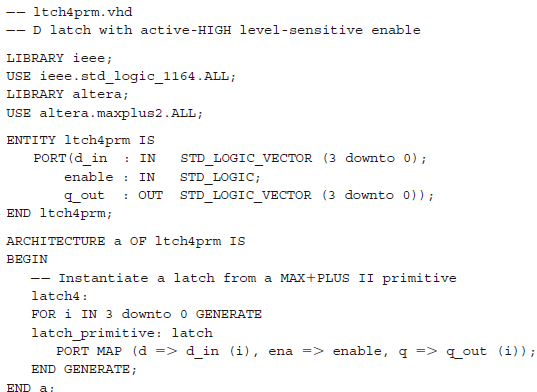 -- ltch4prm.vhd
-- D latch with active-HIGH level-sensitive enable
LIBRARY ieee;
USE ieee.std_logic_1164.ALL;
LIBRARY altera;
USE altera.maxplus2.ALL;
ENTITY ltch4prm IS
PORT(d_in : IN STD_LOGIC_VECTOR (3 downto 0);
enable : IN STD_LOGIC;
q_out : OUT STD_LOGIC_VECTOR (3 downto 0));
END ltch4prm;
ARCHITECTURE a OF ltch4prm IS
BEGIN
-- Instantiate a latch from a MAX+PLUS II primitive
latch4:
FOR i IN 3 downto 0 GENERATE
latch_primitive: latch
PORT MAP (d => d_in (i), ena => enable, q => q_out (i));
END GENERATE;
END a;